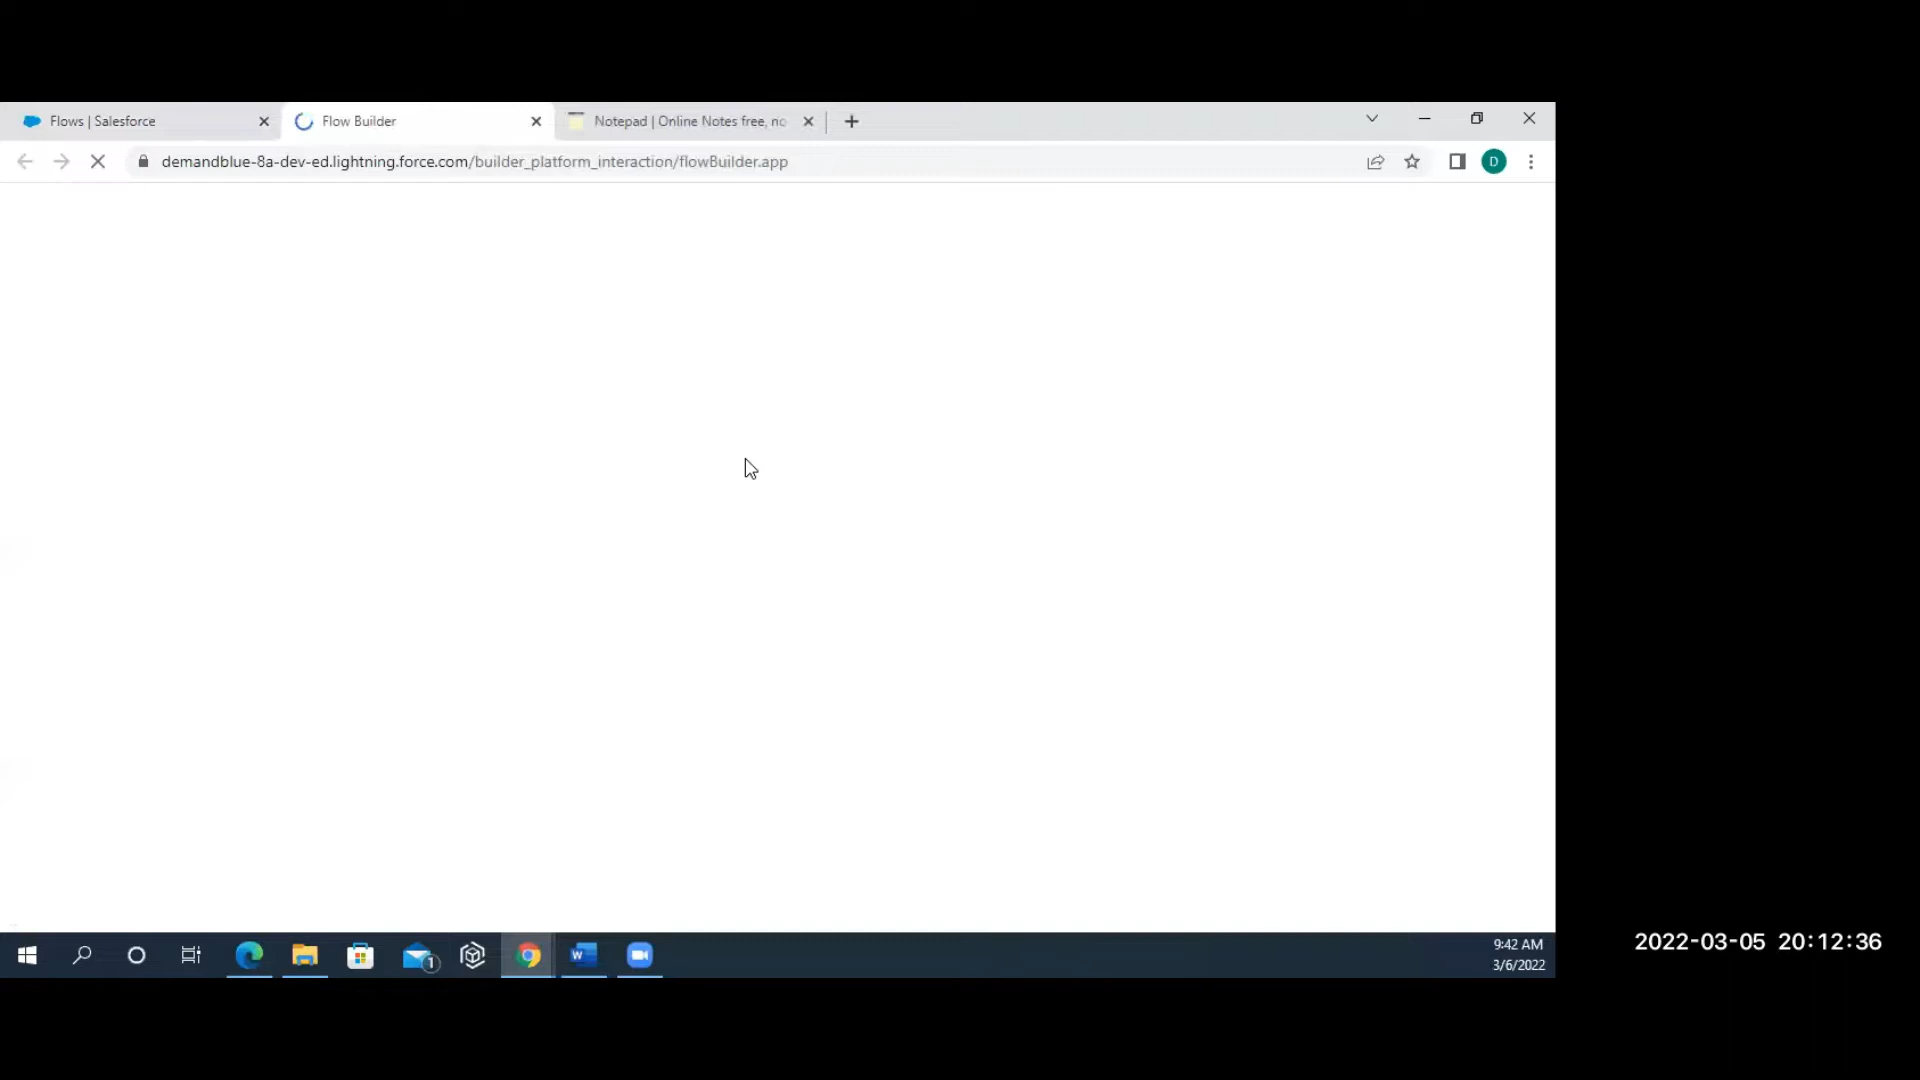 Flows | Salesforce
Flow Builder
Notepad | Online Notes free, no
demandblue-8a-dev-ed.lightning.force.com/builder_platform_interaction/flowBuilder.app
D
1
W
9:42 AM
3/6/2022
2022-03-05 20:12:36